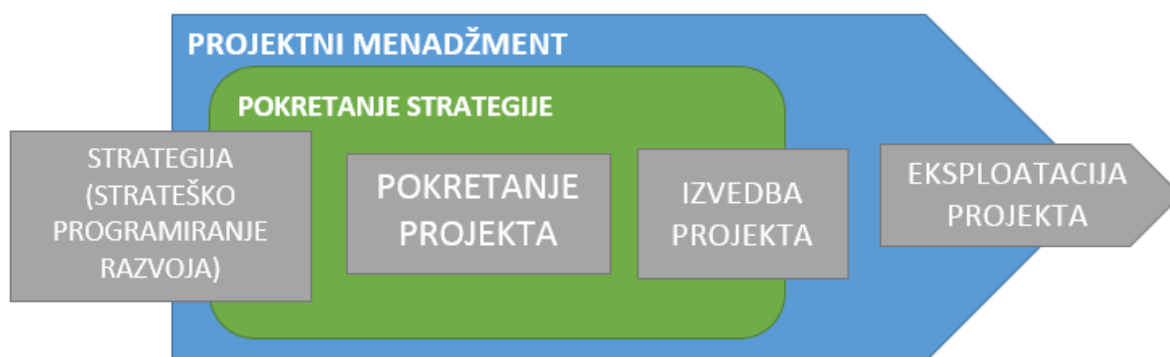 PROJEKTNI MENADŽMENT
POKRETANJE STRATEGIJE
STRATEGIJA
(STRATEŠKO
PROGRAMIRANJE
RAZVOJA)
POKRETANJE
PROJEKTA
IZVEDBA
PROJEKTA
EKSPLOATACIJA
PROJEKTA